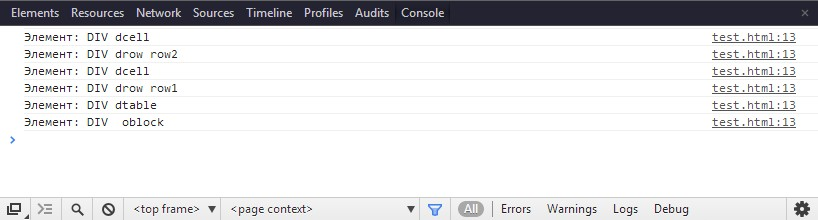 Elements Resources Network Sources Timeline Profiles Audits Console ×
Элемент: DIV dcell test.html:13
Элемент: DIV drow row2 test.html:13
Элемент: DIV dcell test.html:13
Элемент: DIV drow row1 test.html:13
Элемент: DIV dtable test.html:13
Элемент: DIV  oblock test.html:13
>
<top frame> ▼ <page context> ▼ All Errors Warnings Logs Debug